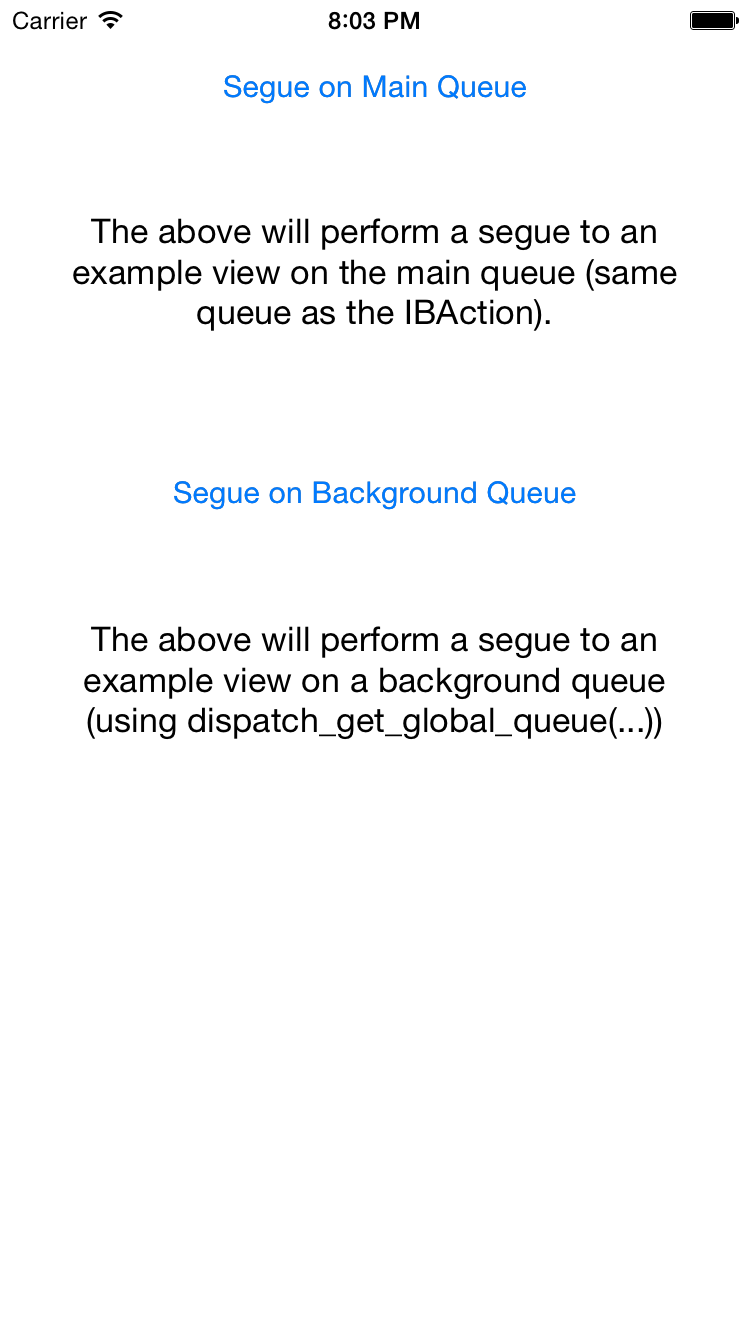 Carrier 8:03 PM
Segue on Main Queue
The above will perform a segue to an
example view on the main queue (same
queue as the IBAction).
Segue on Background Queue
The above will perform a segue to an
example view on a background queue
(using dispatch_get_global_queue(...))